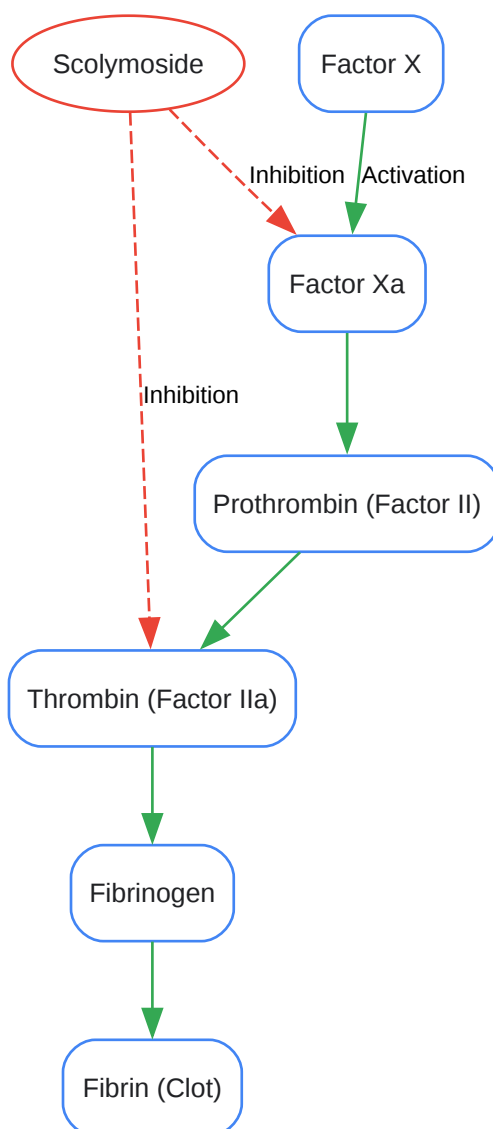 Scolymoside
Factor X
Inhibition
Activation
Factor Xa
Inhibition
Prothrombin (Factor II)
Thrombin (Factor IIa)
Fibrinogen
Fibrin (Clot)